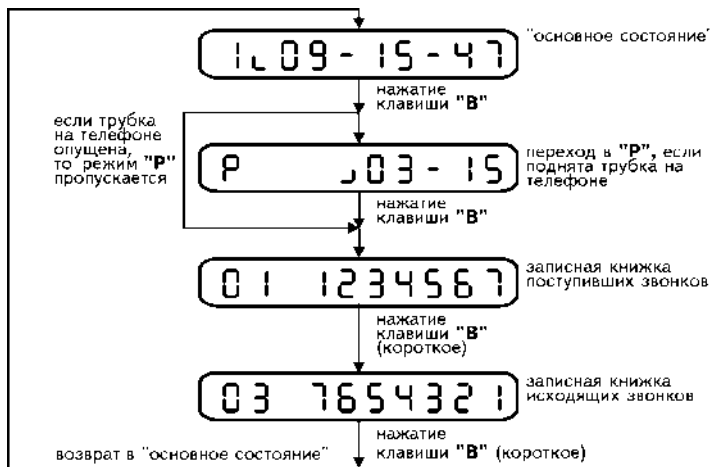 1 09-15-47
"основное состояние"
нажатие
клавиши "В"
если трубка
на телефоне
опущена,
то режим "Р"
пропускается
P 03-15
переход в "Р", если
поднята трубка на
телефоне
нажатие
клавиши "В"
01 1234567
записная книжка
поступивших звонков
нажатие
клавиши "В"
(короткое)
03 7654321
записная книжка
исходящих звонков
возврат в "основное состояние"
нажатие
клавиши "В" (короткое)